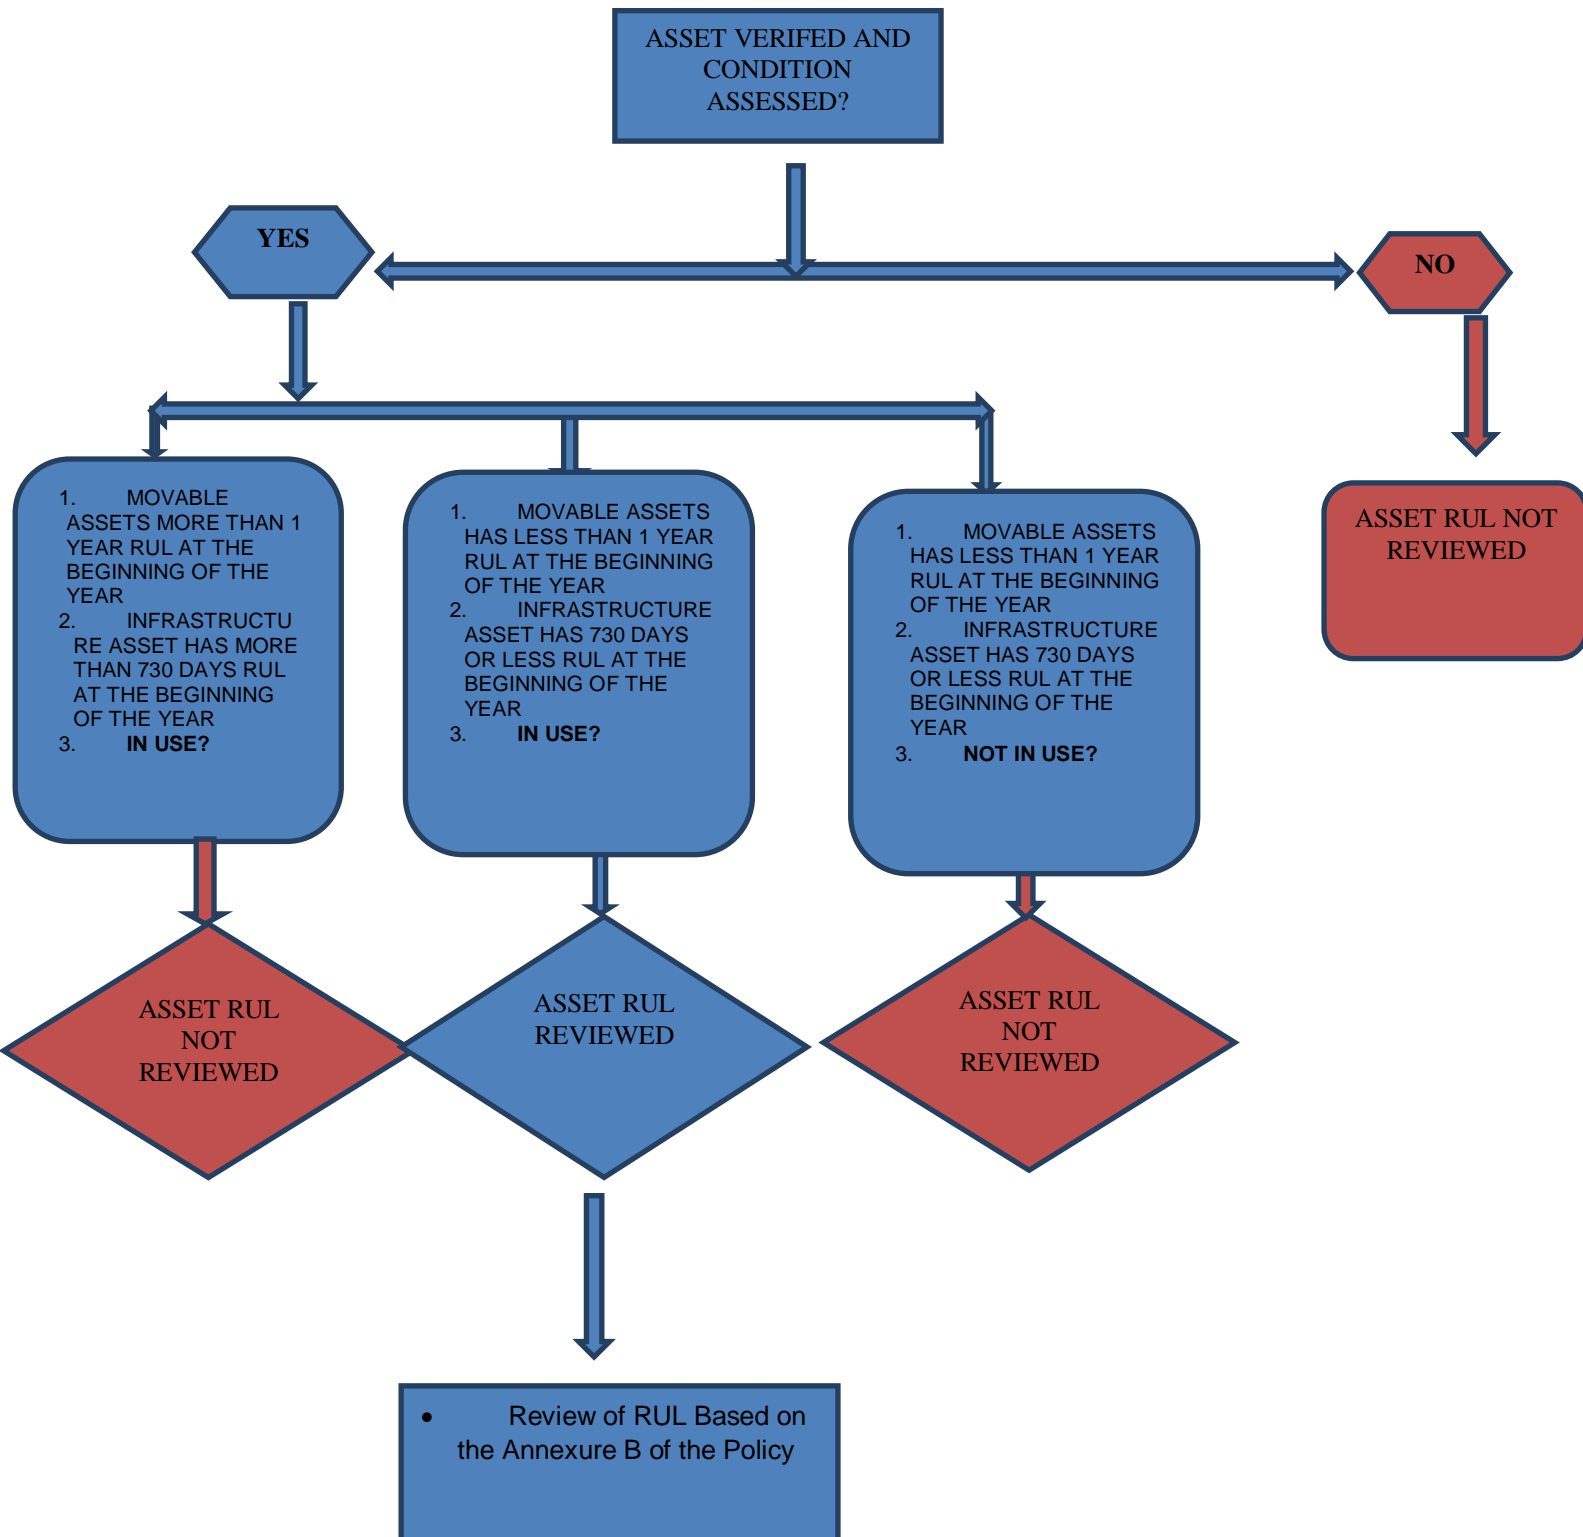 ASSET VERIFED AND
CONDITION
ASSESSED?
YES
NO
1. MOVABLE
ASSETS MORE THAN 1
YEAR RUL AT THE
BEGINNING OF THE
YEAR
2. INFRASTRUCTU
RE ASSET HAS MORE
THAN 730 DAYS RUL
AT THE BEGINNING
OF THE YEAR
3. IN USE?
1. MOVABLE ASSETS
HAS LESS THAN 1 YEAR
RUL AT THE BEGINNING
OF THE YEAR
2. INFRASTRUCTURE
ASSET HAS 730 DAYS
OR LESS RUL AT THE
BEGINNING OF THE
YEAR
3. IN USE?
1. MOVABLE ASSETS
HAS LESS THAN 1 YEAR
RUL AT THE BEGINNING
OF THE YEAR
2. INFRASTRUCTURE
ASSET HAS 730 DAYS
OR LESS RUL AT THE
BEGINNING OF THE
YEAR
3. NOT IN USE?
ASSET RUL NOT
REVIEWED
ASSET RUL
NOT
REVIEWED
ASSET RUL
REVIEWED
ASSET RUL
NOT
REVIEWED
• Review of RUL Based on
the Annexure B of the Policy